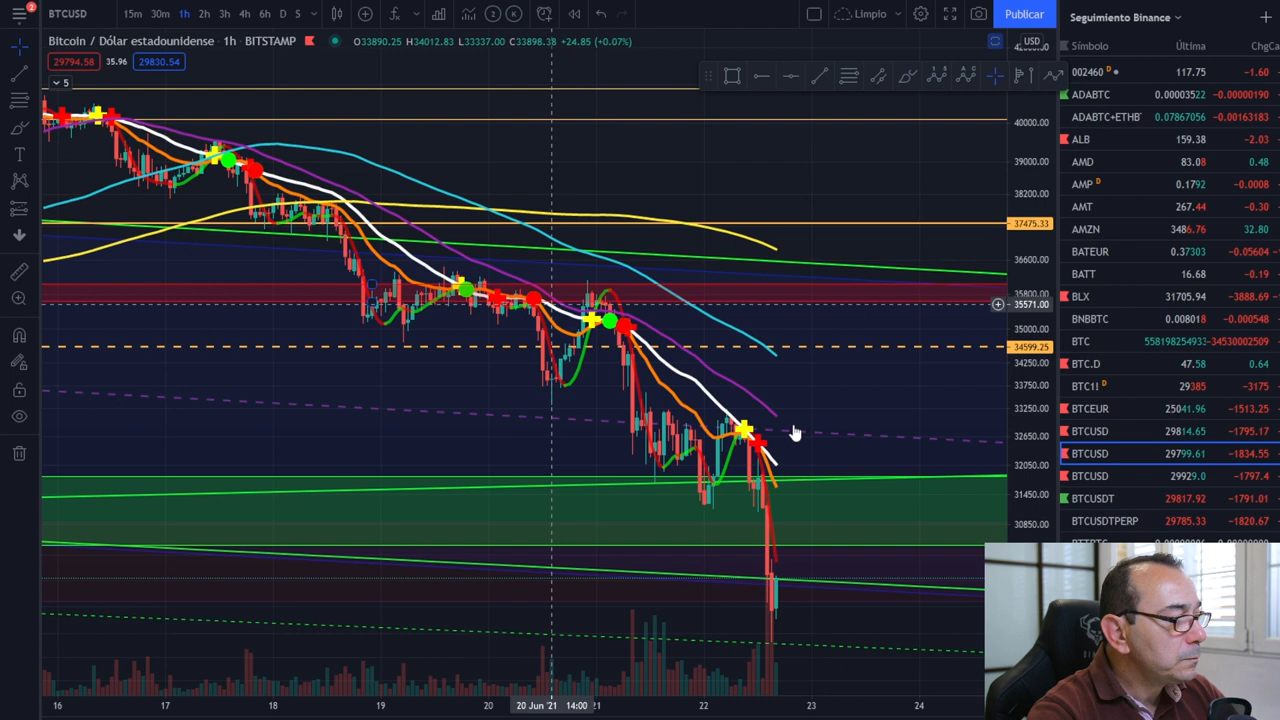 2
BTCUSD 15m 30m 1h 2h 3h 4h 6h D S 2 K Limpio Publicar
Bitcoin / Dólar estadounidense · 1h · BITSTAMP O33890.25 H34012.83 L33337.00 C33898.38 +24.85 (+0.07%)
29794.58 35.96 29830.54
5
USD
40000.00
39000.00
38200.00
37475.33
36600.00
35800.00
35571.00
35000.00
34599.25
34250.00
33750.00
33250.00
32650.00
32050.00
31450.00
30850.00
16 17 18 19 20 20 Jun '21 14:00 21 22 23 24
Seguimiento Binance
Símbolo Última ChgCa
002460 D 117.75 −1.60
ADABTC 0.00003522 −0.00000190
ADABTC+ETHB 0.07867056 −0.00163183
ALB 159.38 −2.03
AMD 83.08 0.48
AMP D 0.1792 −0.0008
AMT 267.44 −0.30
AMZN 3486.76 32.80
BATEUR 0.37303 −0.05604
BATT 16.68 −0.19
BLX 31705.94 −3888.69
BNBBTC 0.008018 −0.000548
BTC 558198254933 −34530002509
BTC.D 47.58 0.64
BTC1! D 29385 −3175
BTCEUR 25041.96 −1513.25
BTCUSD 29814.65 −1795.17
BTCUSD 29799.61 −1834.55
BTCUSD 29929.0 −1797.4
BTCUSDT 29817.92 −1791.01
BTCUSDTPERP 29785.33 −1820.67